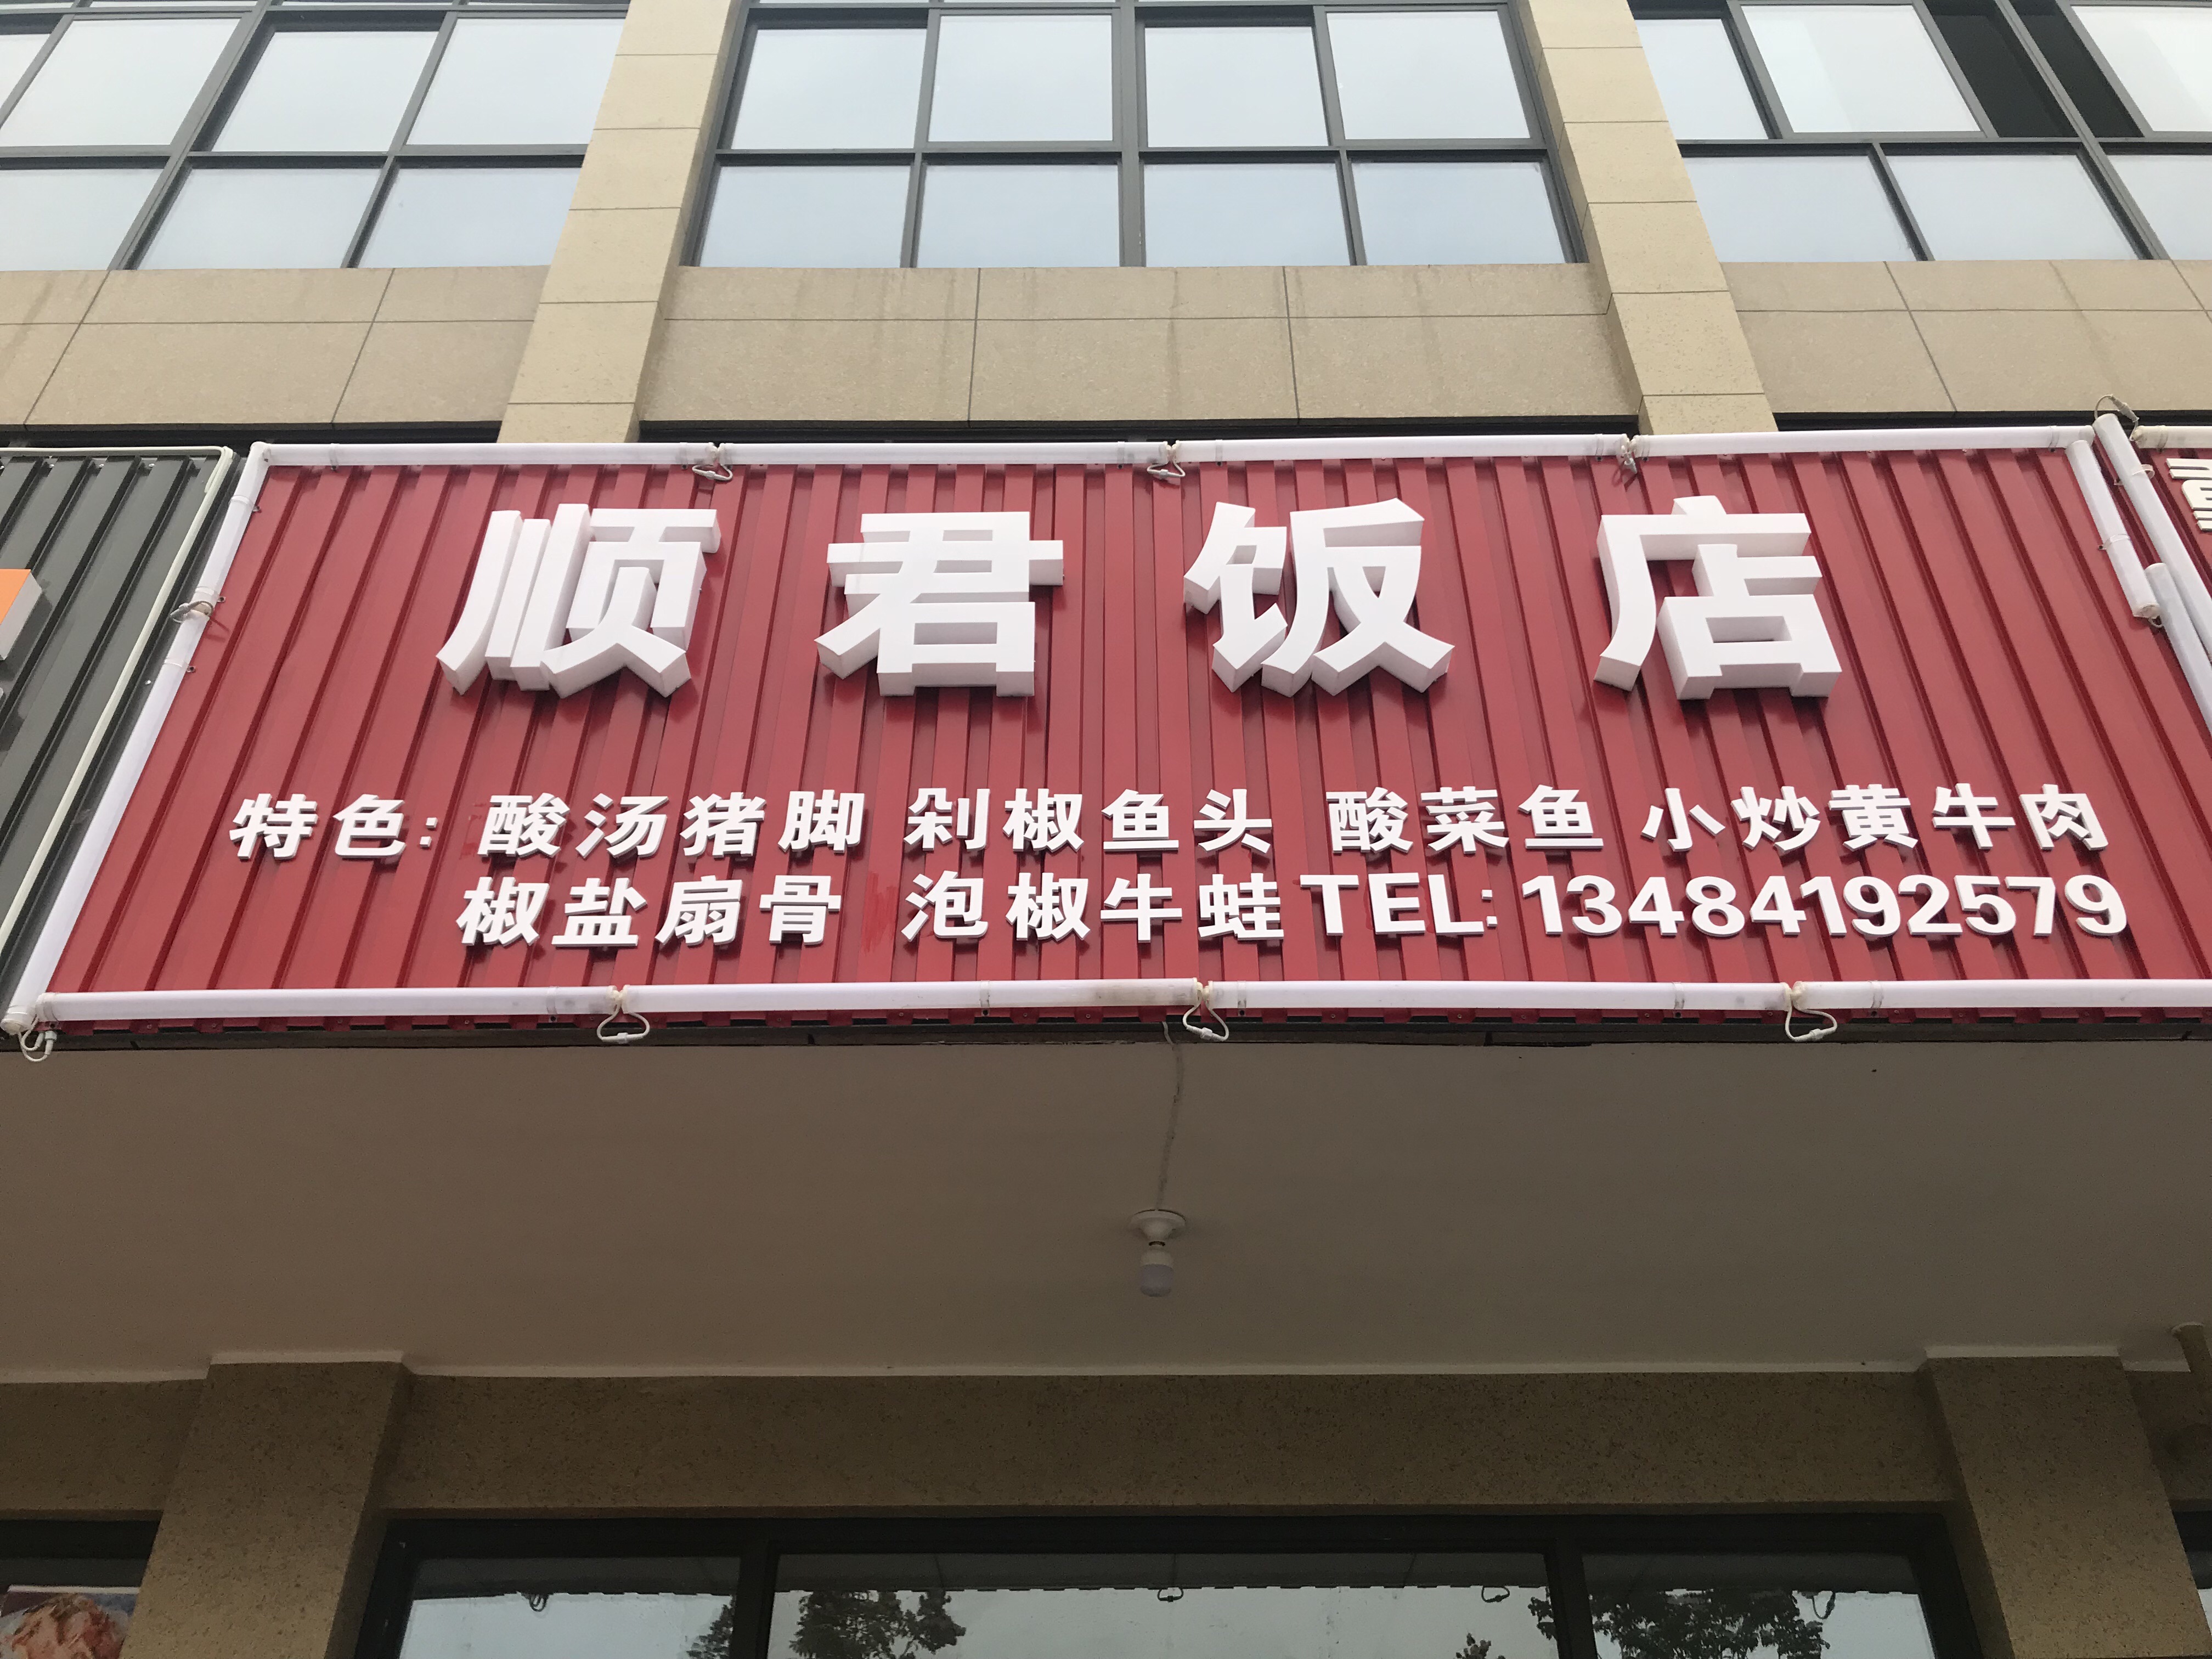 顺君饭店
特色: 酸汤猪脚 剁椒鱼头 酸菜鱼 小炒黄牛肉
椒盐扇骨 泡椒牛蛙 TEL: 13484192579